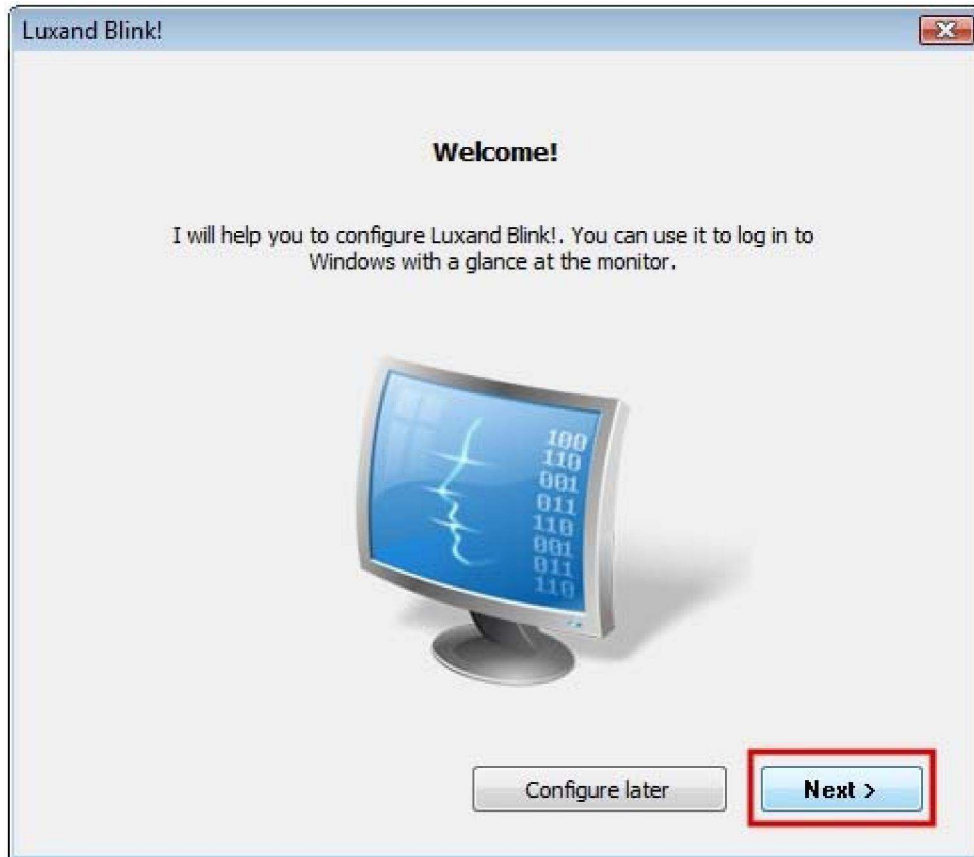 Luxand Blink!
Welcome!
I will help you to configure Luxand Blink!. You can use it to log in to
Windows with a glance at the monitor.
100
110
001
011
110
001
011
110
Configure later
Next >